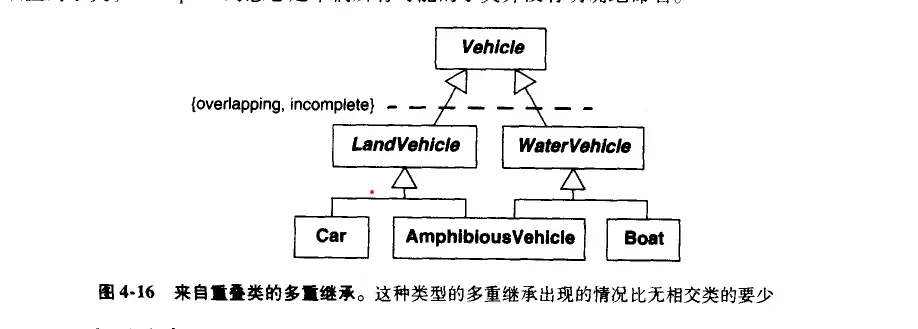 Vehicle
{overlapping, incomplete}
LandVehicle
WaterVehicle
Car
AmphibiousVehicle
Boat
图 4-16 来自重叠类的多重继承。这种类型的多重继承出现的情况比无相交类的要少